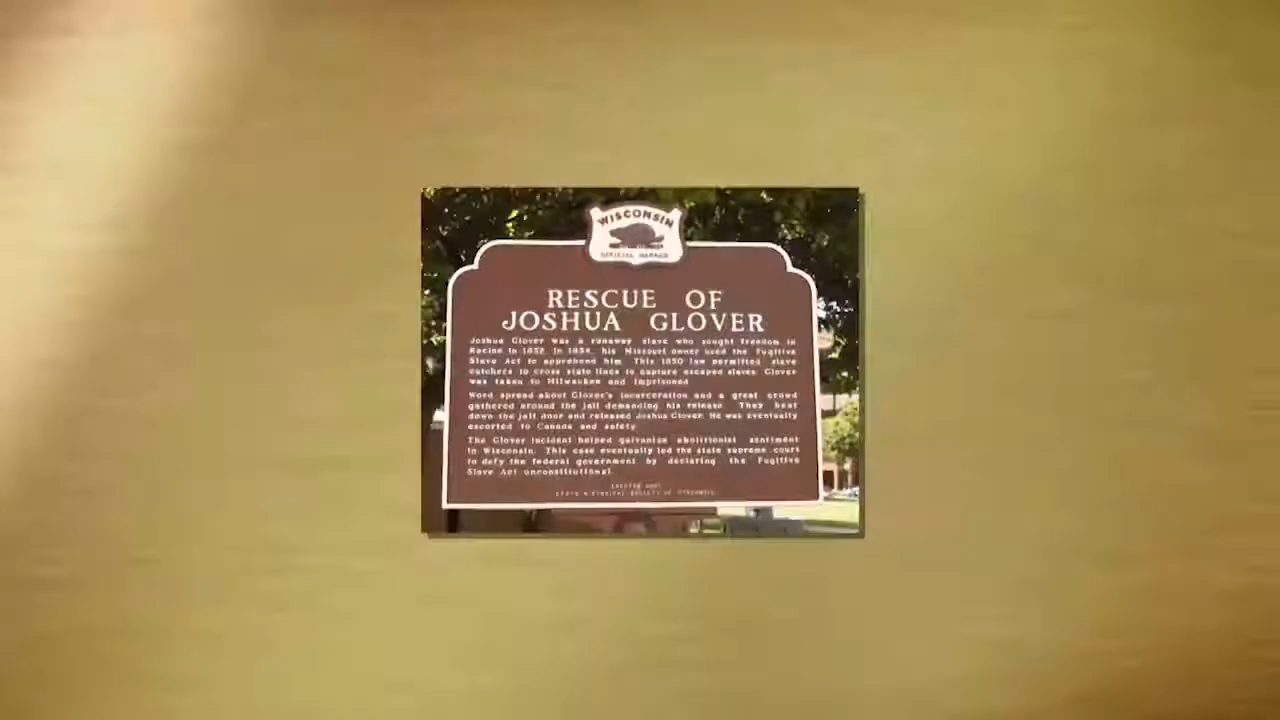 WISCONSIN
OFFICIAL MARKER
RESCUE OF
JOSHUA GLOVER
Joshua Glover was a runaway slave who sought freedom in
Racine in 1852. In 1854, his Missouri owner used the Fugitive
Slave Act to apprehend him. This 1850 law permitted slave
catchers to cross state lines to capture escaped slaves. Glover
was taken to Milwaukee and imprisoned.
Word spread about Glover's incarceration and a great crowd
gathered around the jail demanding his release. They beat
down the jail door and released Joshua Glover. He was eventually
escorted to Canada and safety.
The Glover incident helped galvanize abolitionist sentiment
in Wisconsin. This case eventually led the state supreme court
to defy the federal government by declaring the Fugitive
Slave Act unconstitutional.
STATE HISTORICAL SOCIETY OF WISCONSIN